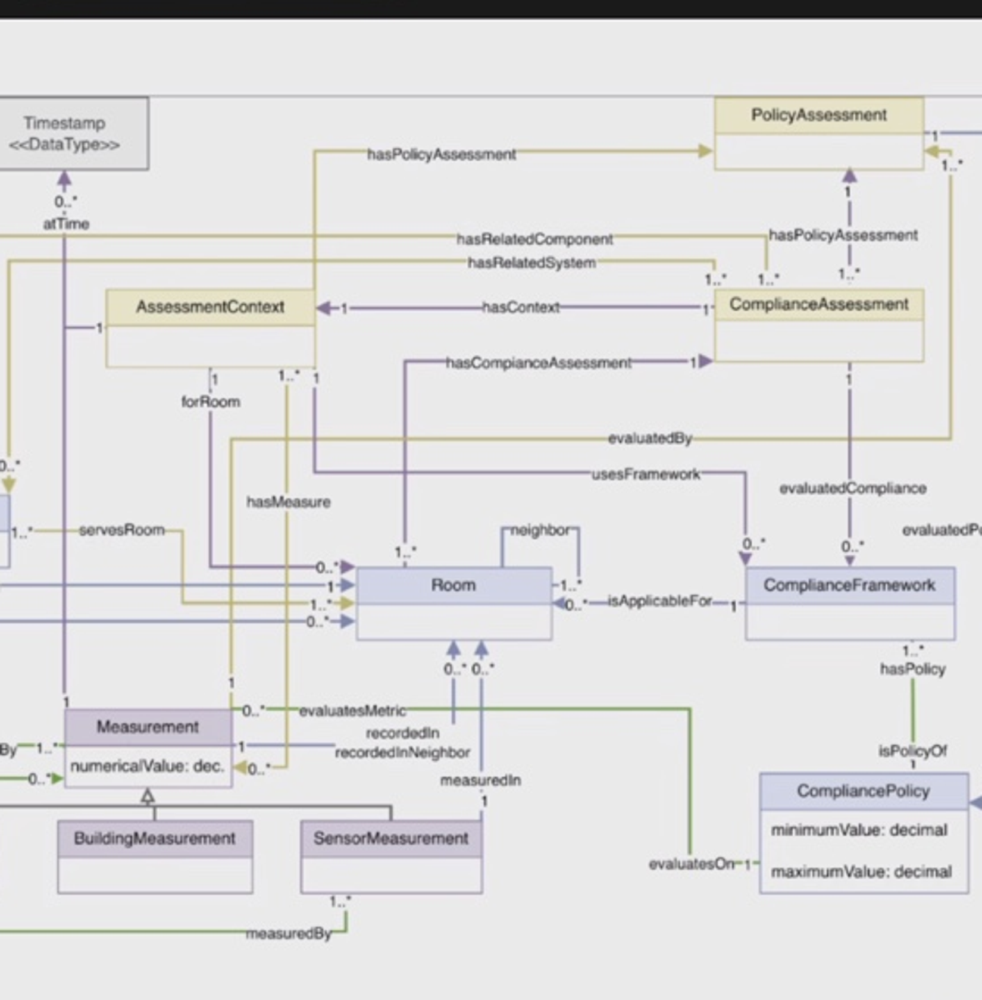 Timestamp
<<DataType>>
PolicyAssessment
1
hasPolicyAssessment
1..*
0..*
1
atTime
hasRelatedComponent
hasPolicyAssessment
hasRelatedSystem
1..*
1..*
1..*
AssessmentContext
1
hasContext
1
ComplianceAssessment
1
hasCompianceAssessment
1
1
1..*
1
1
forRoom
evaluatedBy
0..*
usesFramework
evaluatedCompliance
hasMeasure
1..*
servesRoom
neighbor
0..*
0..*
1..*
0..*
Room
1..*
ComplianceFramework
1
1..*
0..*
isApplicableFor
1
0..*
1..*
0..*
0..*
hasPolicy
1
1
0..*
evaluatesMetric
Measurement
recordedIn
By
1..*
1
recordedInNeighbor
isPolicyOf
1
numericalValue: dec.
0..*
0..*
measuredIn
1
CompliancePolicy
minimumValue: decimal
maximumValue: decimal
BuildingMeasurement
SensorMeasurement
evaluatesOn
1
1..*
measuredBy